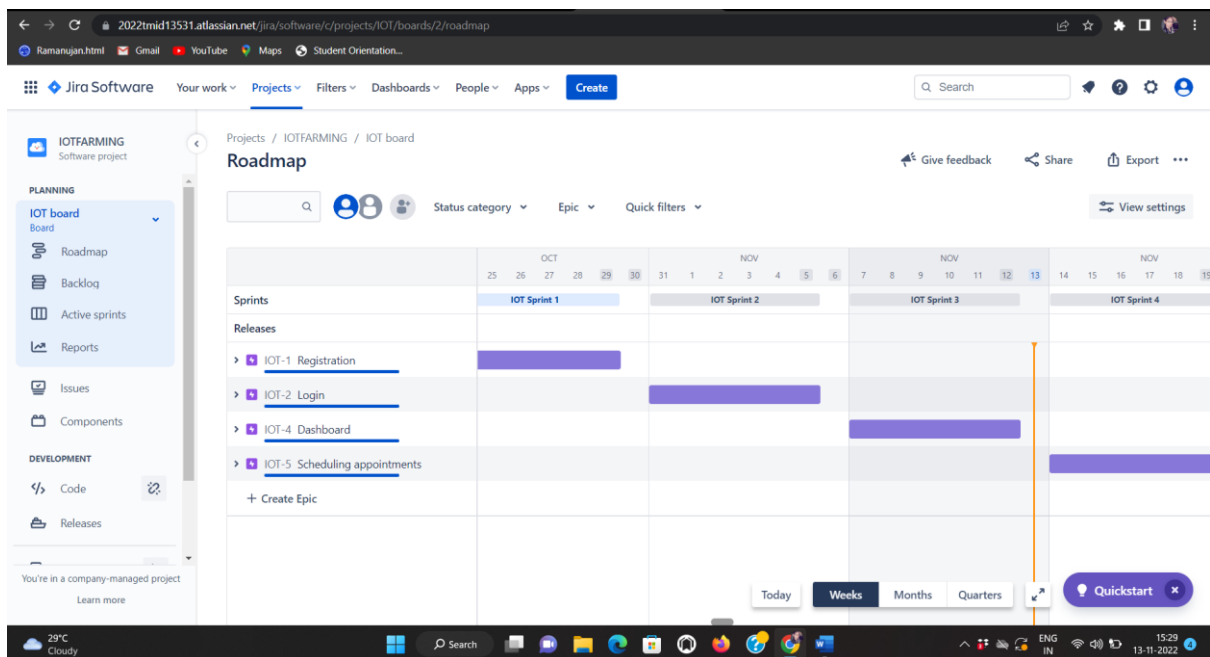 2022tmid13531.atlassian.net/jira/software/c/projects/IOT/boards/2/roadmap
Ramanujan.html Gmail YouTube Maps Student Orientation...
Jira Software Your work Projects Filters Dashboards People Apps Create Search
IOTFARMING
Software project
PLANNING
IOT board
Board
Roadmap
Backlog
Active sprints
Reports
Issues
Components
DEVELOPMENT
Code
Releases
You're in a company-managed project
Learn more
Projects / IOTFARMING / IOT board
Roadmap
Give feedback Share Export
Status category Epic Quick filters View settings
OCT NOV NOV NOV
25 26 27 28 29 30 31 1 2 3 4 5 6 7 8 9 10 11 12 13 14 15 16 17 18 19
Sprints IOT Sprint 1 IOT Sprint 2 IOT Sprint 3 IOT Sprint 4
Releases
IOT-1 Registration
IOT-2 Login
IOT-4 Dashboard
IOT-5 Scheduling appointments
+ Create Epic
Today Weeks Months Quarters Quickstart
29°C
Cloudy
Search
ENG
IN
15:29
13-11-2022
4